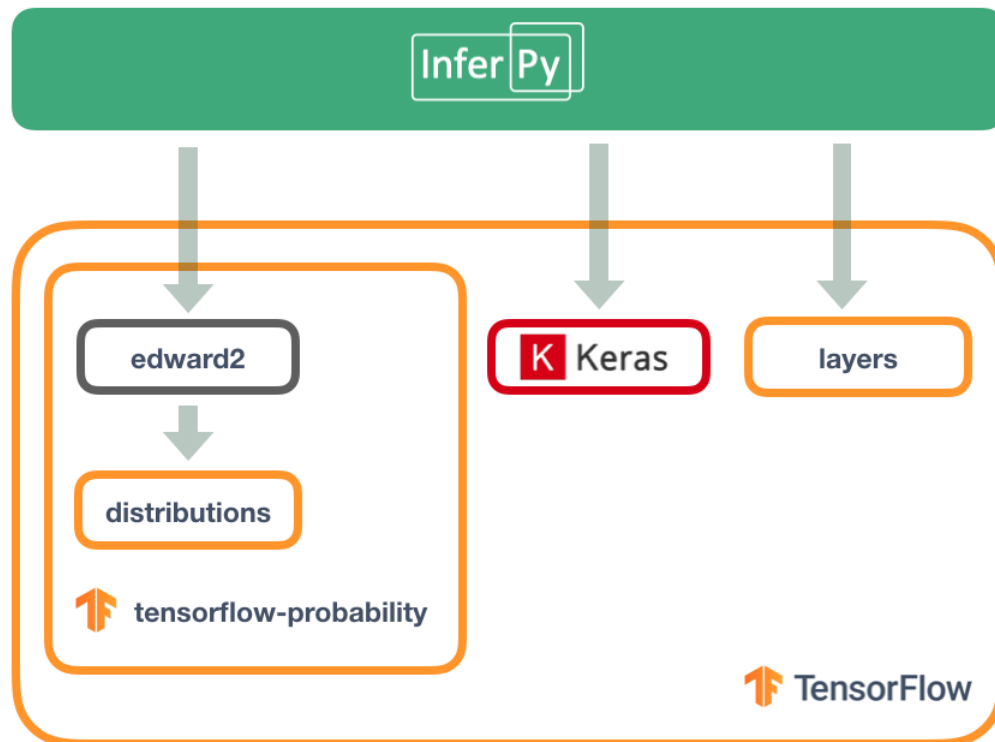 InferPy
edward2
K Keras
layers
distributions
tensorflow-probability
TensorFlow